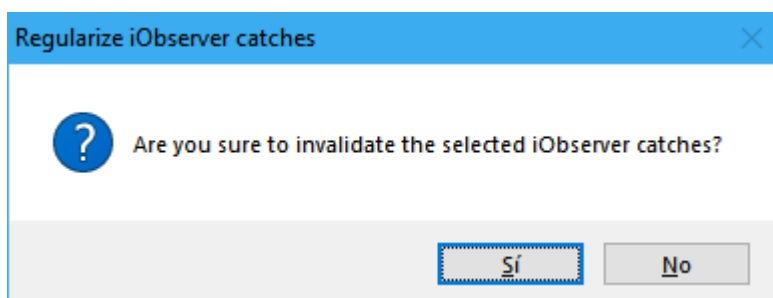 Regularize iObserver catches
Are you sure to invalidate the selected iObserver catches?
Sí
No